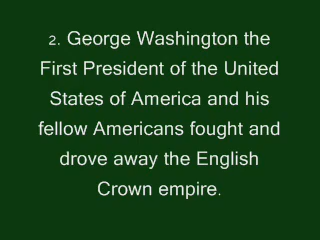 2. George Washington the
First President of the United
States of America and his
fellow Americans fought and
drove away the English
Crown empire.